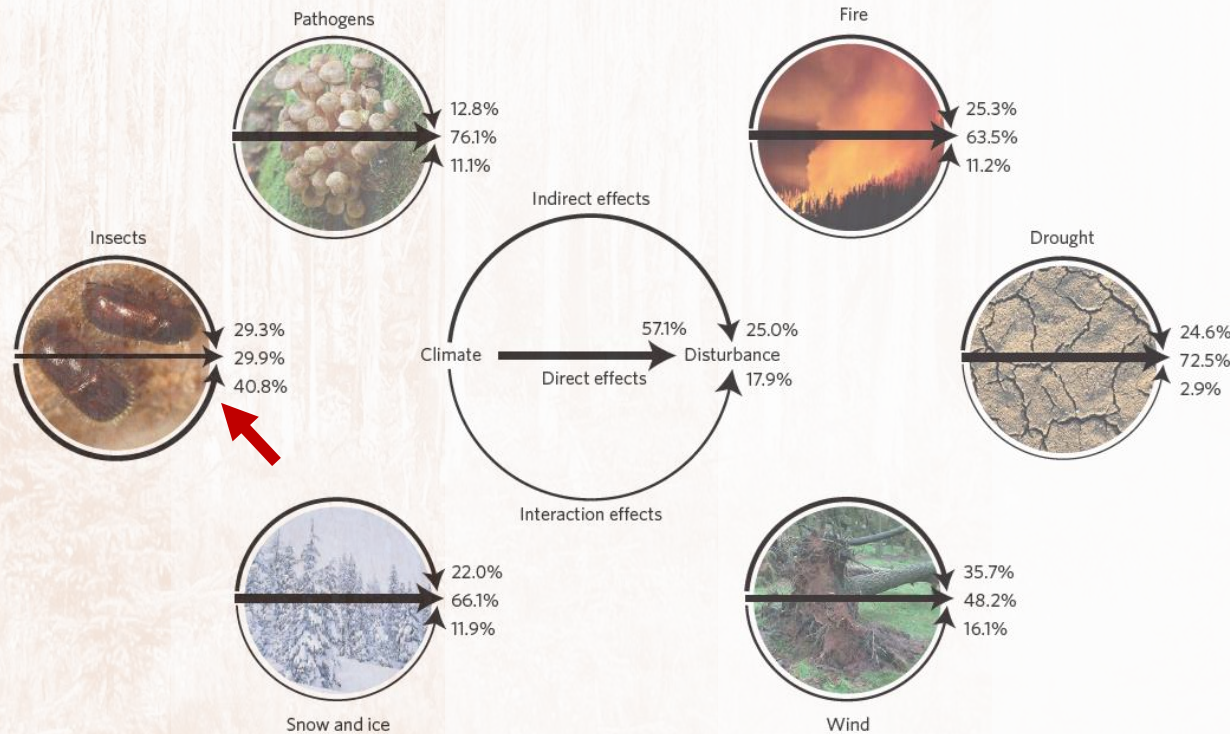 Pathogens
12.8%
76.1%
11.1%
Fire
25.3%
63.5%
11.2%
Insects
29.3%
29.9%
40.8%
Indirect effects
57.1%
25.0%
Climate
Disturbance
Direct effects
17.9%
Interaction effects
Drought
24.6%
72.5%
2.9%
Snow and ice
22.0%
66.1%
11.9%
Wind
35.7%
48.2%
16.1%